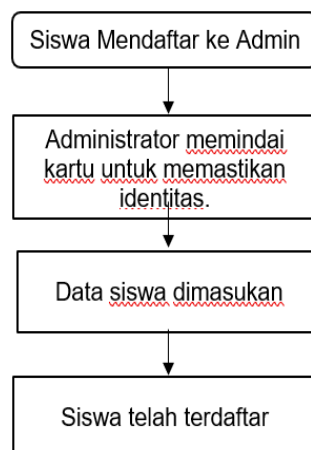 Siswa Mendaftar ke Admin
Administrator memindai
kartu untuk memastikan
identitas.
Data siswa dimasukan
Siswa telah terdaftar